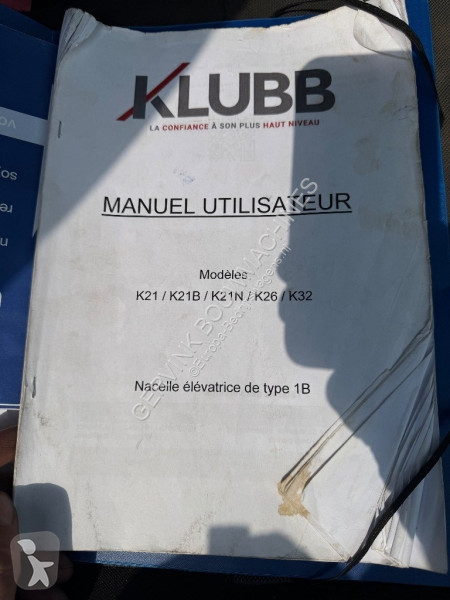 KLUBB
LA CONFIANCE À SON PLUS HAUT NIVEAU
MANUEL UTILISATEUR
Modèles
K21 / K21B / K21N / K26 / K32
Nacelle élévatrice de type 1B